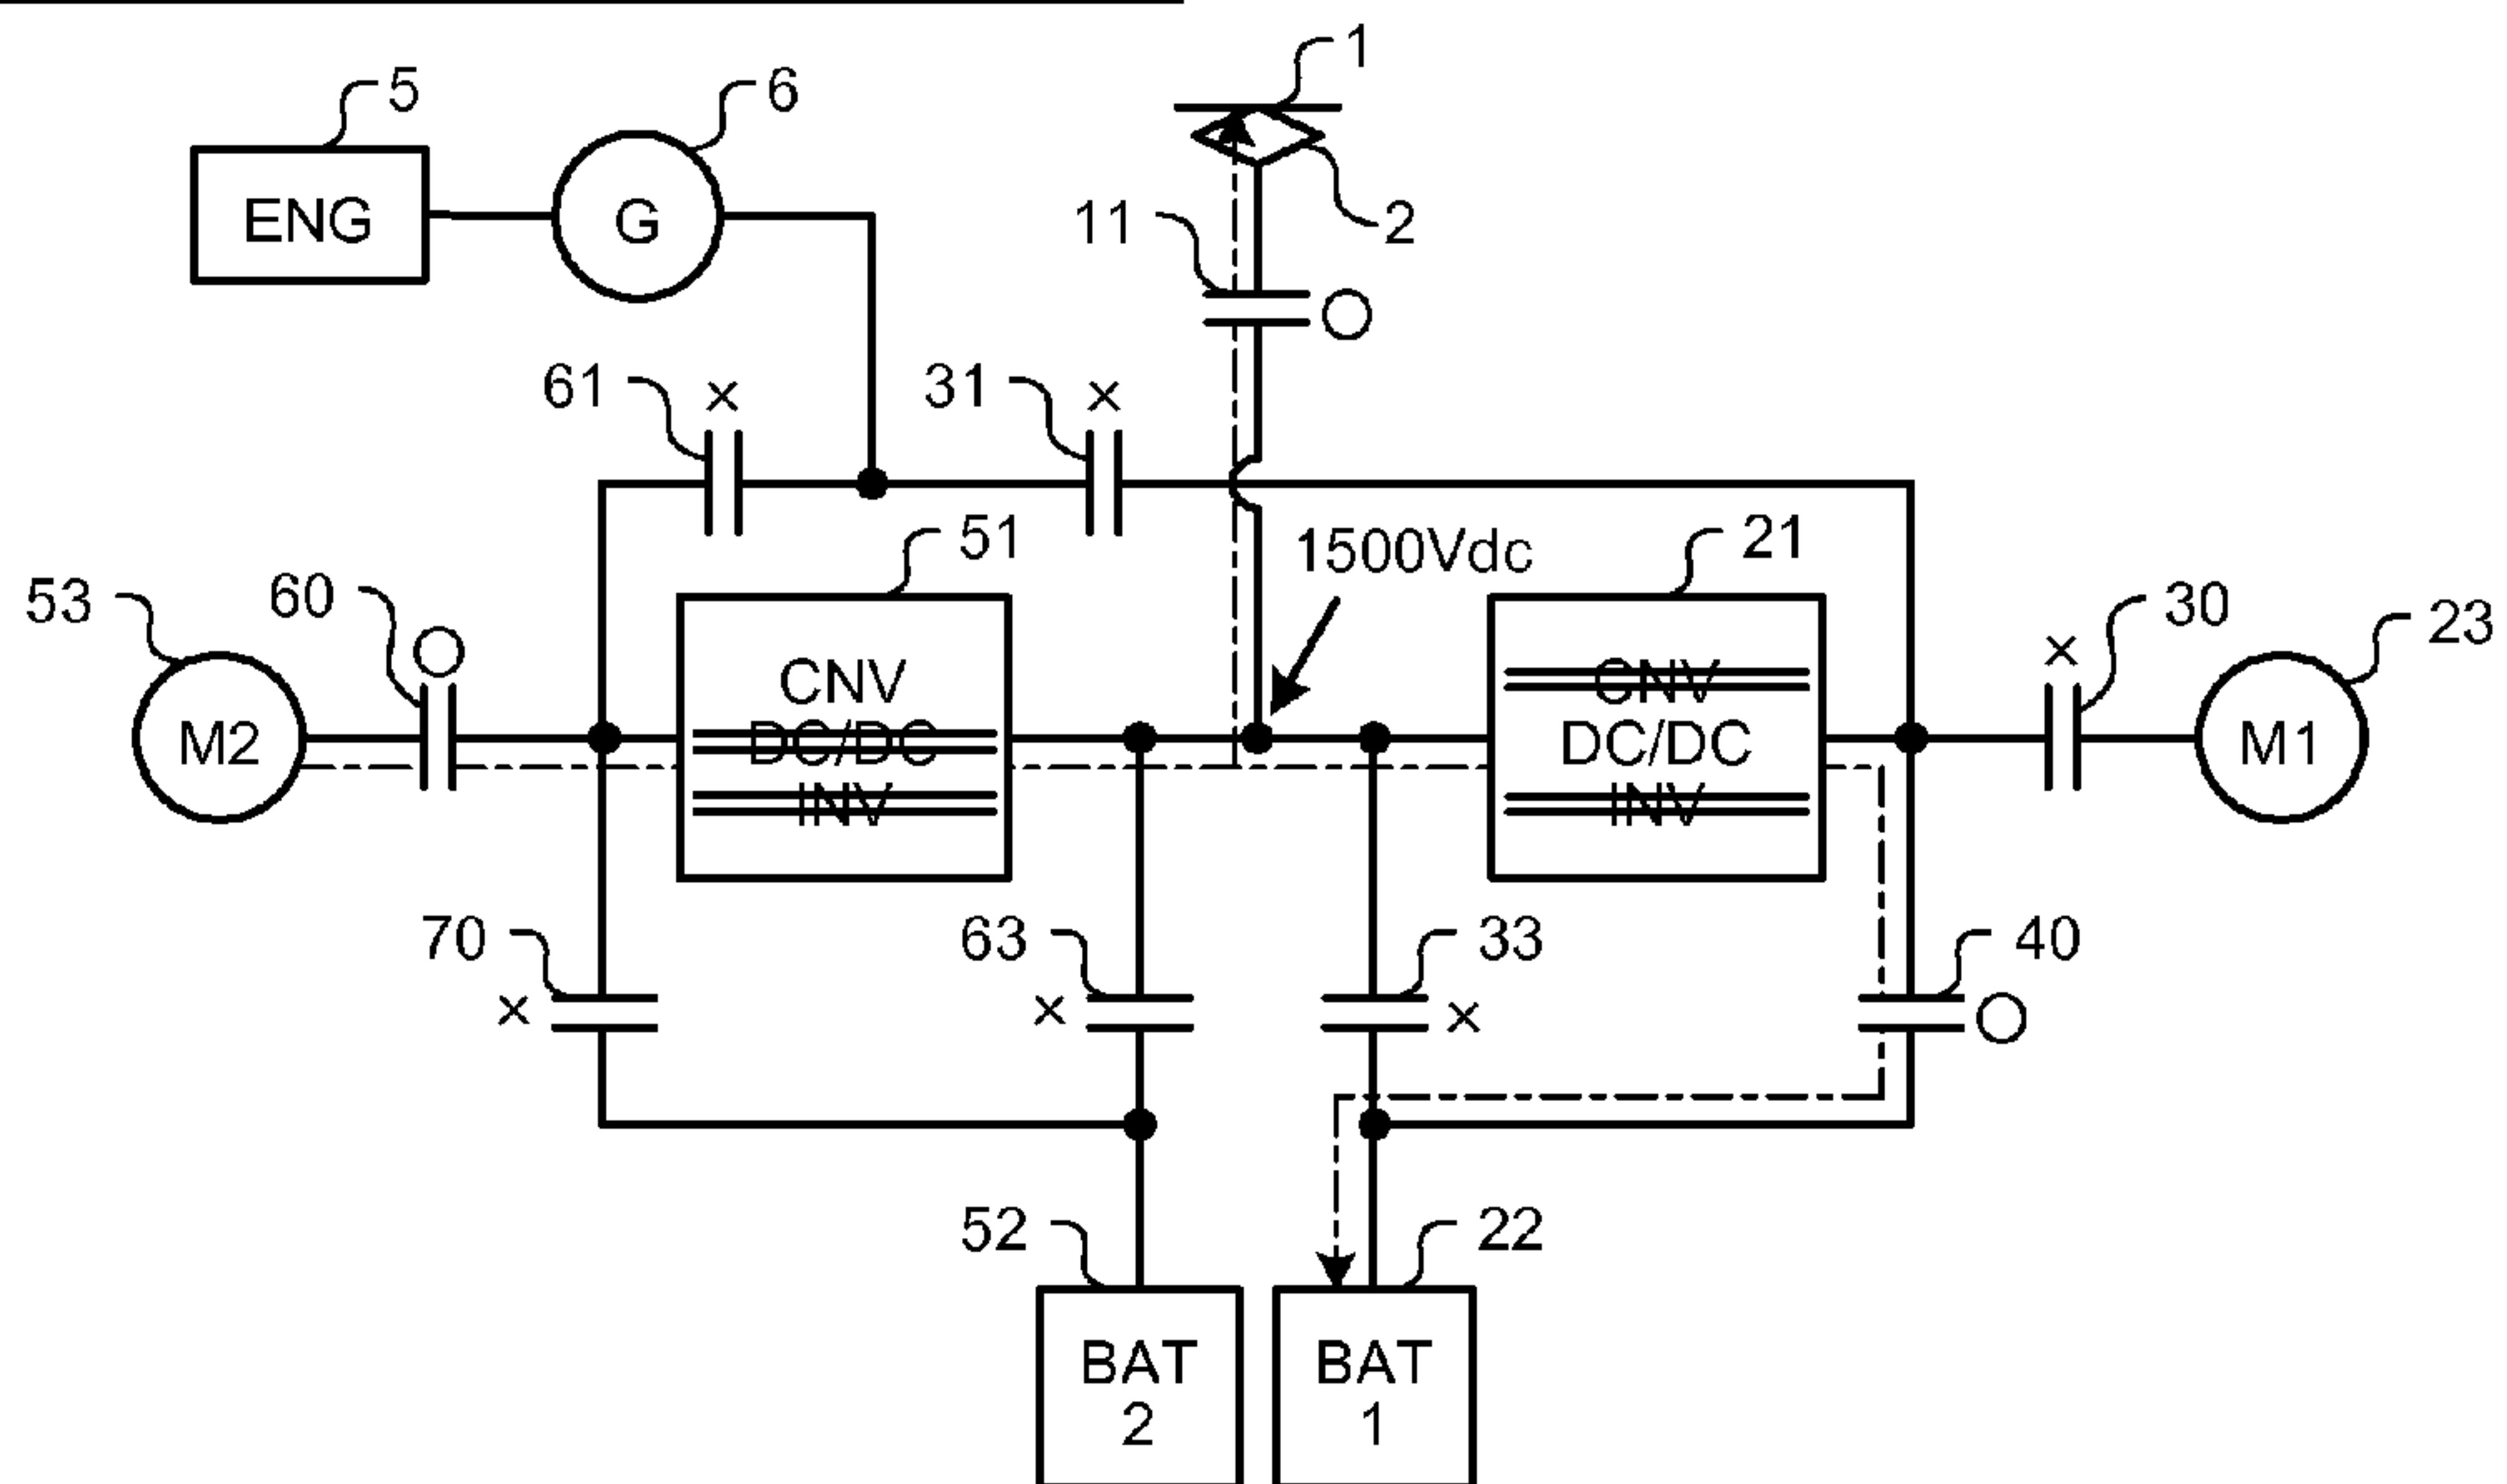 1
5
6
ENG
G
11
2
61
×
31
×
51
1500Vdc
21
53
60
30
23
×
M2
CNV
DC/DC
INV
CNV
DC/DC
INV
M1
70
63
33
40
×
×
×
52
22
BAT
2
BAT
1